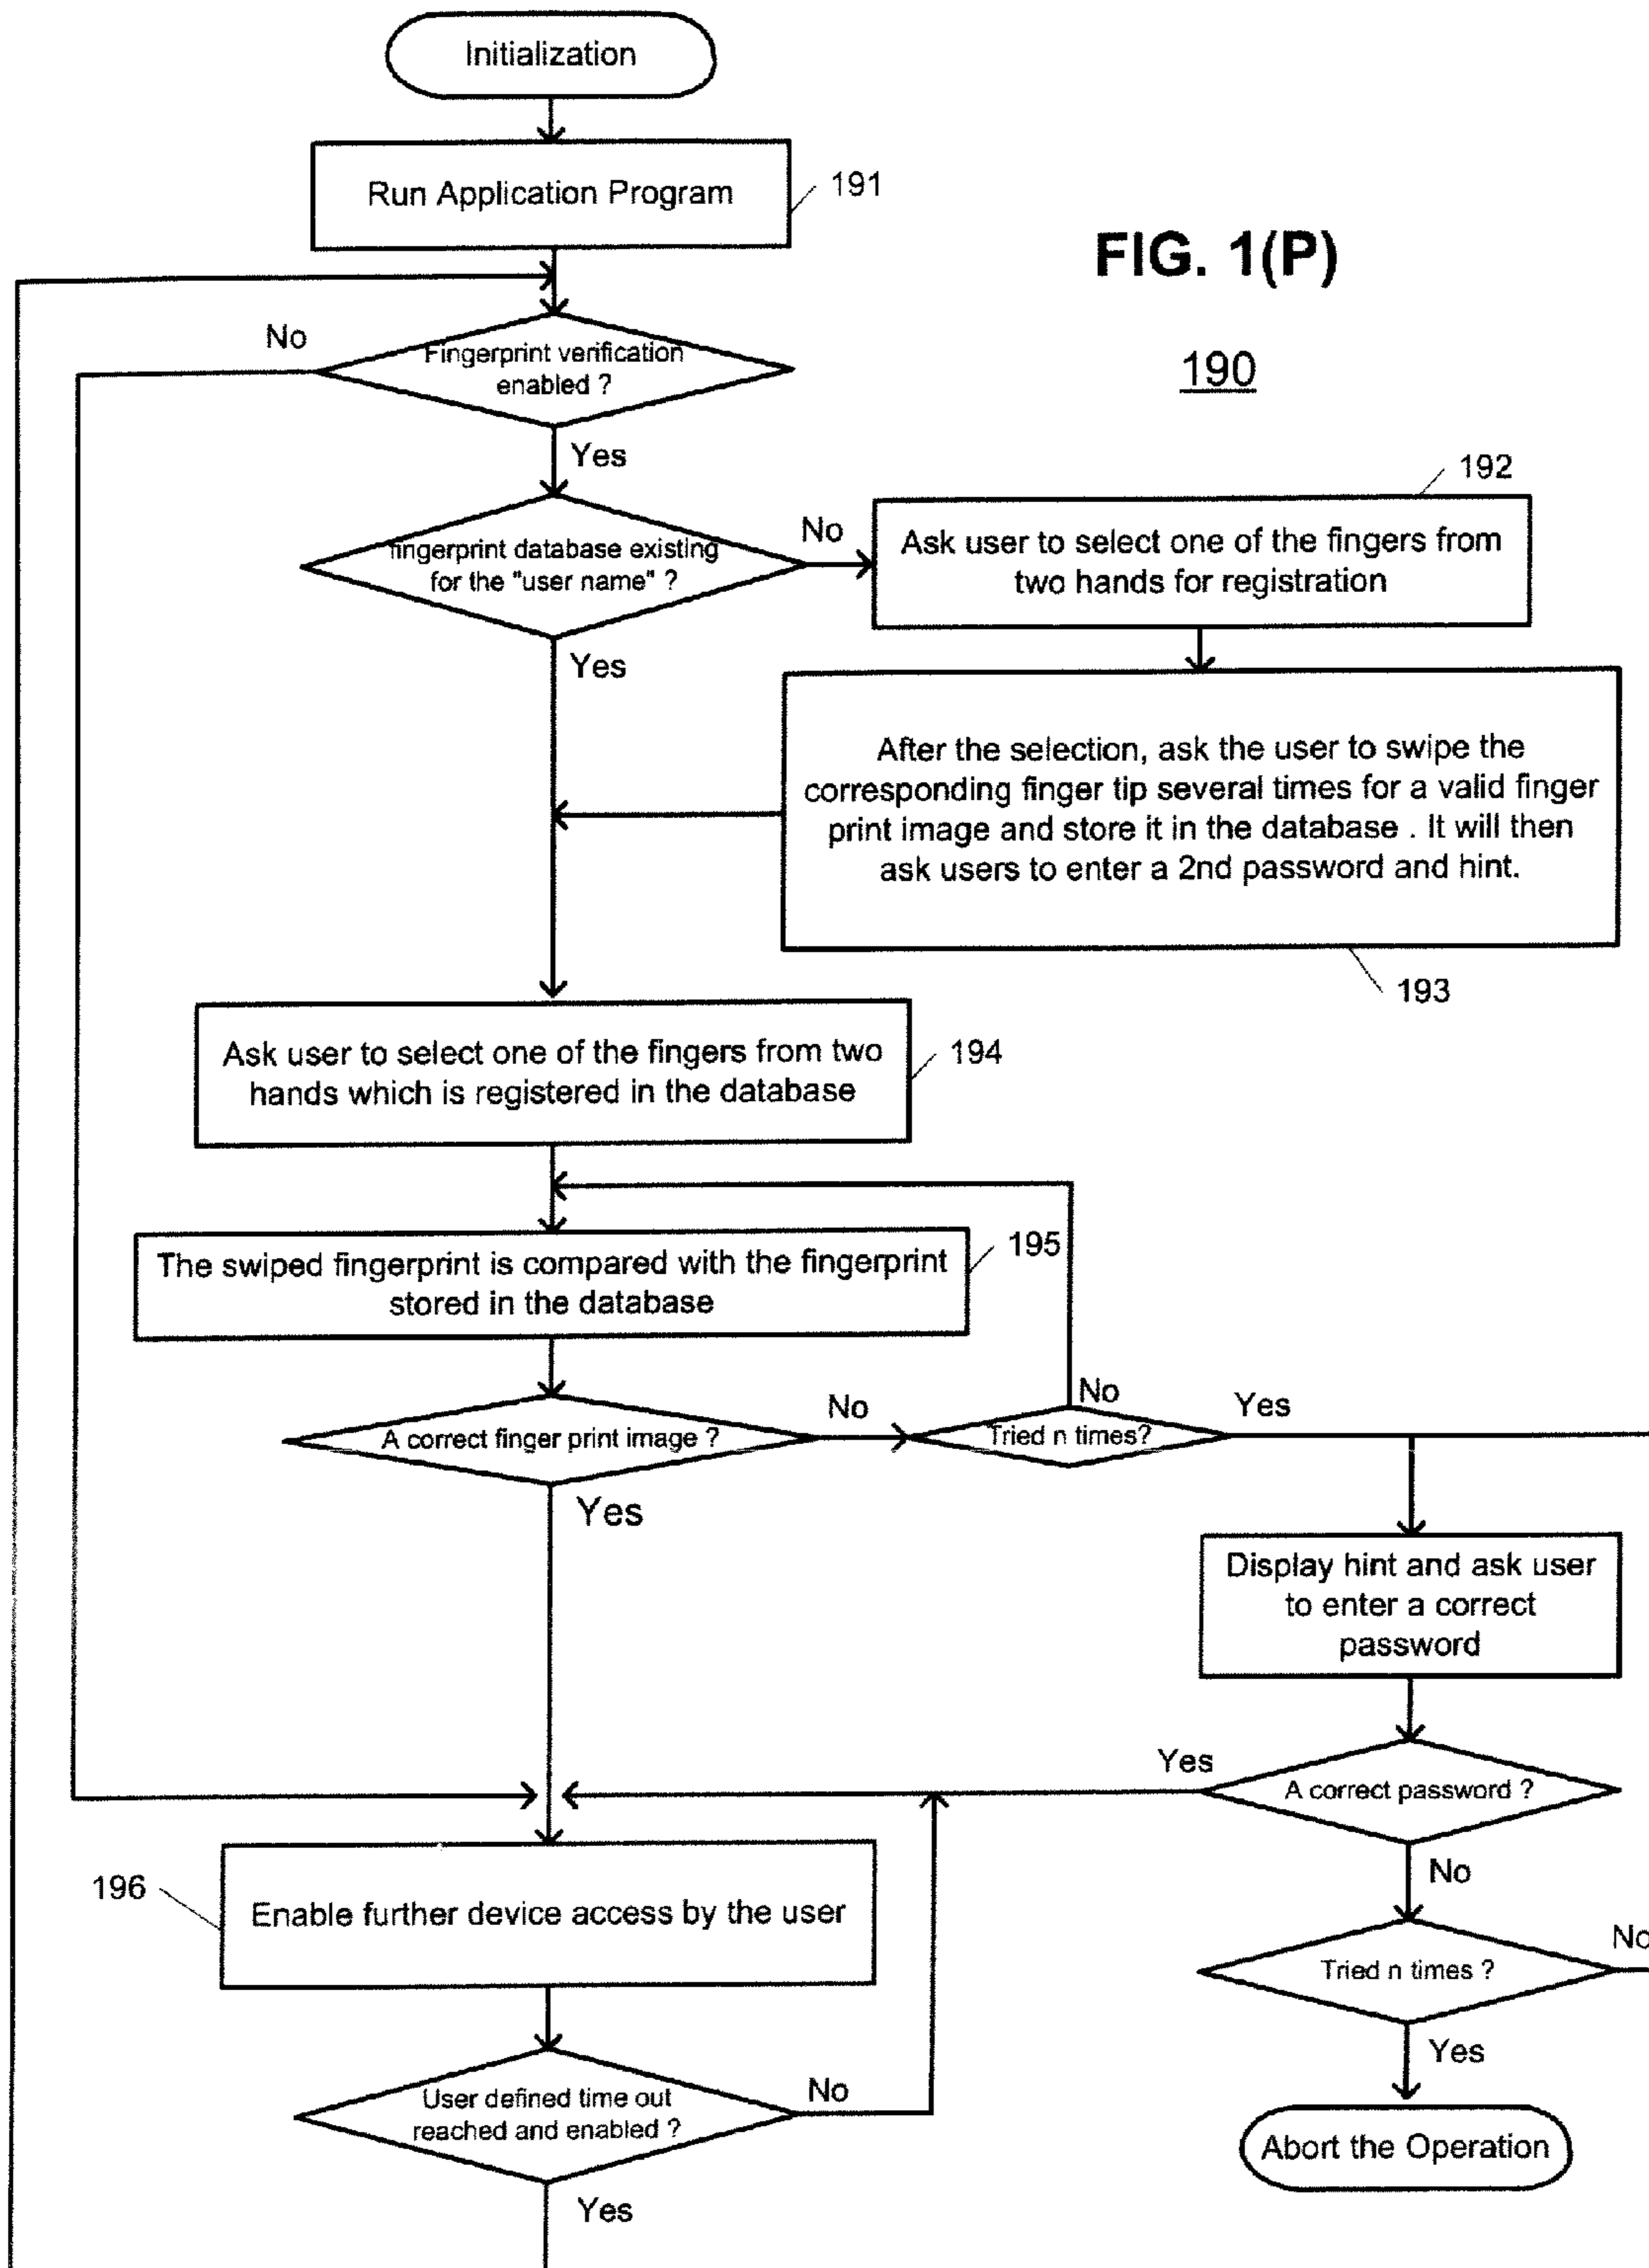 Initialization
Run Application Program
191
FIG. 1(P)
190
No
Fingerprint verification
enabled ?
Yes
fingerprint database existing
for the "user name" ?
No
192
Ask user to select one of the fingers from
two hands for registration
Yes
After the selection, ask the user to swipe the
corresponding finger tip several times for a valid finger
print image and store it in the database . It will then
ask users to enter a 2nd password and hint.
193
Ask user to select one of the fingers from two
hands which is registered in the database
194
The swiped fingerprint is compared with the fingerprint
stored in the database
195
A correct finger print image ?
No
Tried n times?
No
Yes
Yes
Display hint and ask user
to enter a correct
password
Yes
A correct password ?
No
196
Enable further device access by the user
Tried n times ?
No
Yes
User defined time out
reached and enabled ?
No
Abort the Operation
Yes